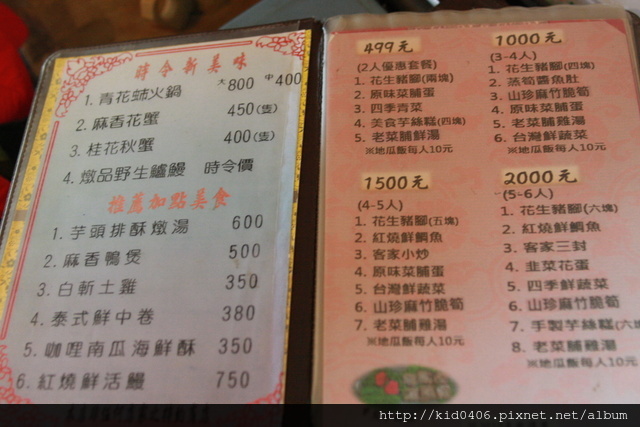 時令新美味
1. 青花蚵火鍋 大800 中400
2. 麻香花蟹 450(隻)
3. 桂花秋蟹 400(隻)
4. 燉品野生鱸鰻 時令價
推薦加點美食
1. 芋頭排酥燉湯 600
2. 麻香鴨煲 500
3. 白斬土雞 350
4. 泰式鮮中卷 380
5. 咖哩南瓜海鮮酥 350
6. 紅燒鮮活鰻 750
499元
(2人優惠套餐)
1. 花生豬腳(兩塊)
2. 原味菜脯蛋
3. 四季青菜
4. 美食芋絲糕(四塊)
5. 老菜脯鮮湯
※地瓜飯每人10元
1000元
(3-4人)
1. 花生豬腳(四塊)
2. 蒸筍醬魚肚
3. 山珍麻竹脆筍
4. 原味菜脯蛋
5. 老菜脯雞湯
6. 台灣鮮蔬菜
※地瓜飯每人10元
1500元
(4-5人)
1. 花生豬腳(五塊)
2. 紅燒鮮鯛魚
3. 客家小炒
4. 原味菜脯蛋
5. 台灣鮮蔬菜
6. 山珍麻竹脆筍
7. 老菜脯雞湯
※地瓜飯每人10元
2000元
(5-6人)
1. 花生豬腳(六塊)
2. 紅燒鮮鯛魚
3. 客家三封
4. 韭菜花蛋
5. 四季鮮蔬菜
6. 山珍麻竹脆筍
7. 手製芋絲糕(六塊)
8. 老菜脯雞湯
※地瓜飯每人10元
http://kid0406.pixnet.net/album